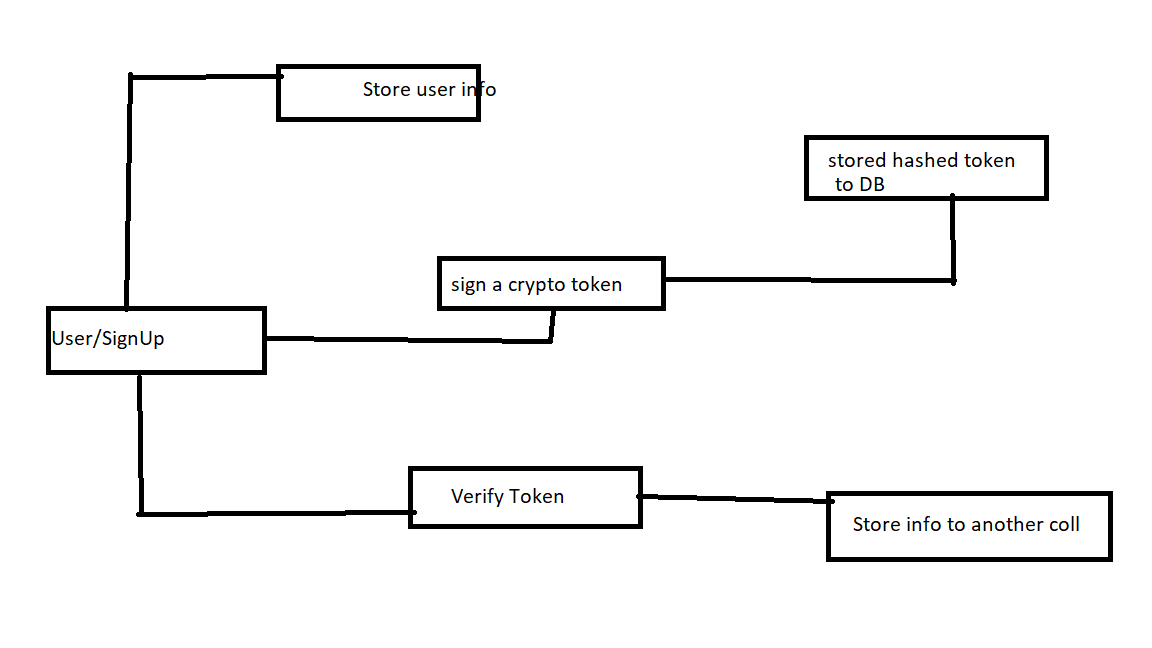 Store user info
stored hashed token
to DB
sign a crypto token
User/SignUp
Verify Token
Store info to another coll